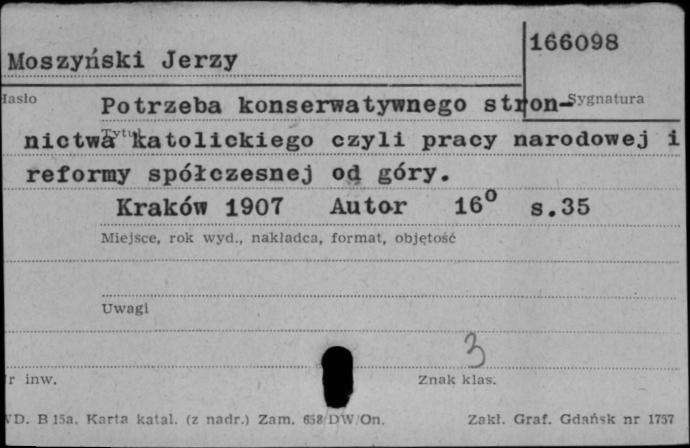 166098
Moszyński Jerzy
Hasło
Sygnatura
Potrzeba konserwatywnego stron-
Tytuł
nictwa katolickiego czyli pracy narodowej i
reformy spółczesnej od góry.
Kraków 1907 Autor 16° s.35
Miejsce, rok wyd., nakładca, format, objętość
Uwagi
3
r inw.
Znak klas.
D. B 15a. Karta katal. (z nadr.) Zam. 658/DW/On.
Zakł. Graf. Gdańsk nr 1757